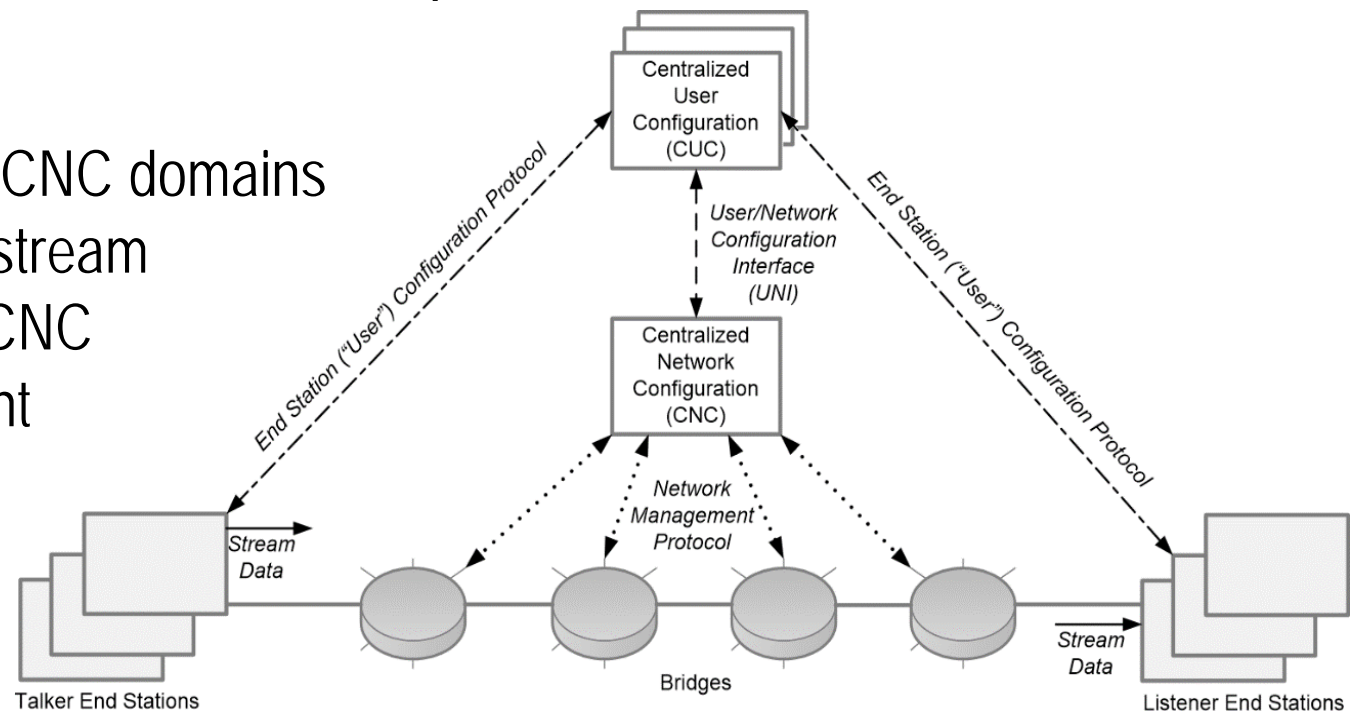 CNC domains
stream
CNC
nt
Centralized
User
Configuration
(CUC)
End Station ("User") Configuration Protocol
User/Network
Configuration
Interface
(UNI)
End Station ("User") Configuration Protocol
Centralized
Network
Configuration
(CNC)
Network
Management
Protocol
Stream
Data
Stream
Data
Talker End Stations
Bridges
Listener End Stations